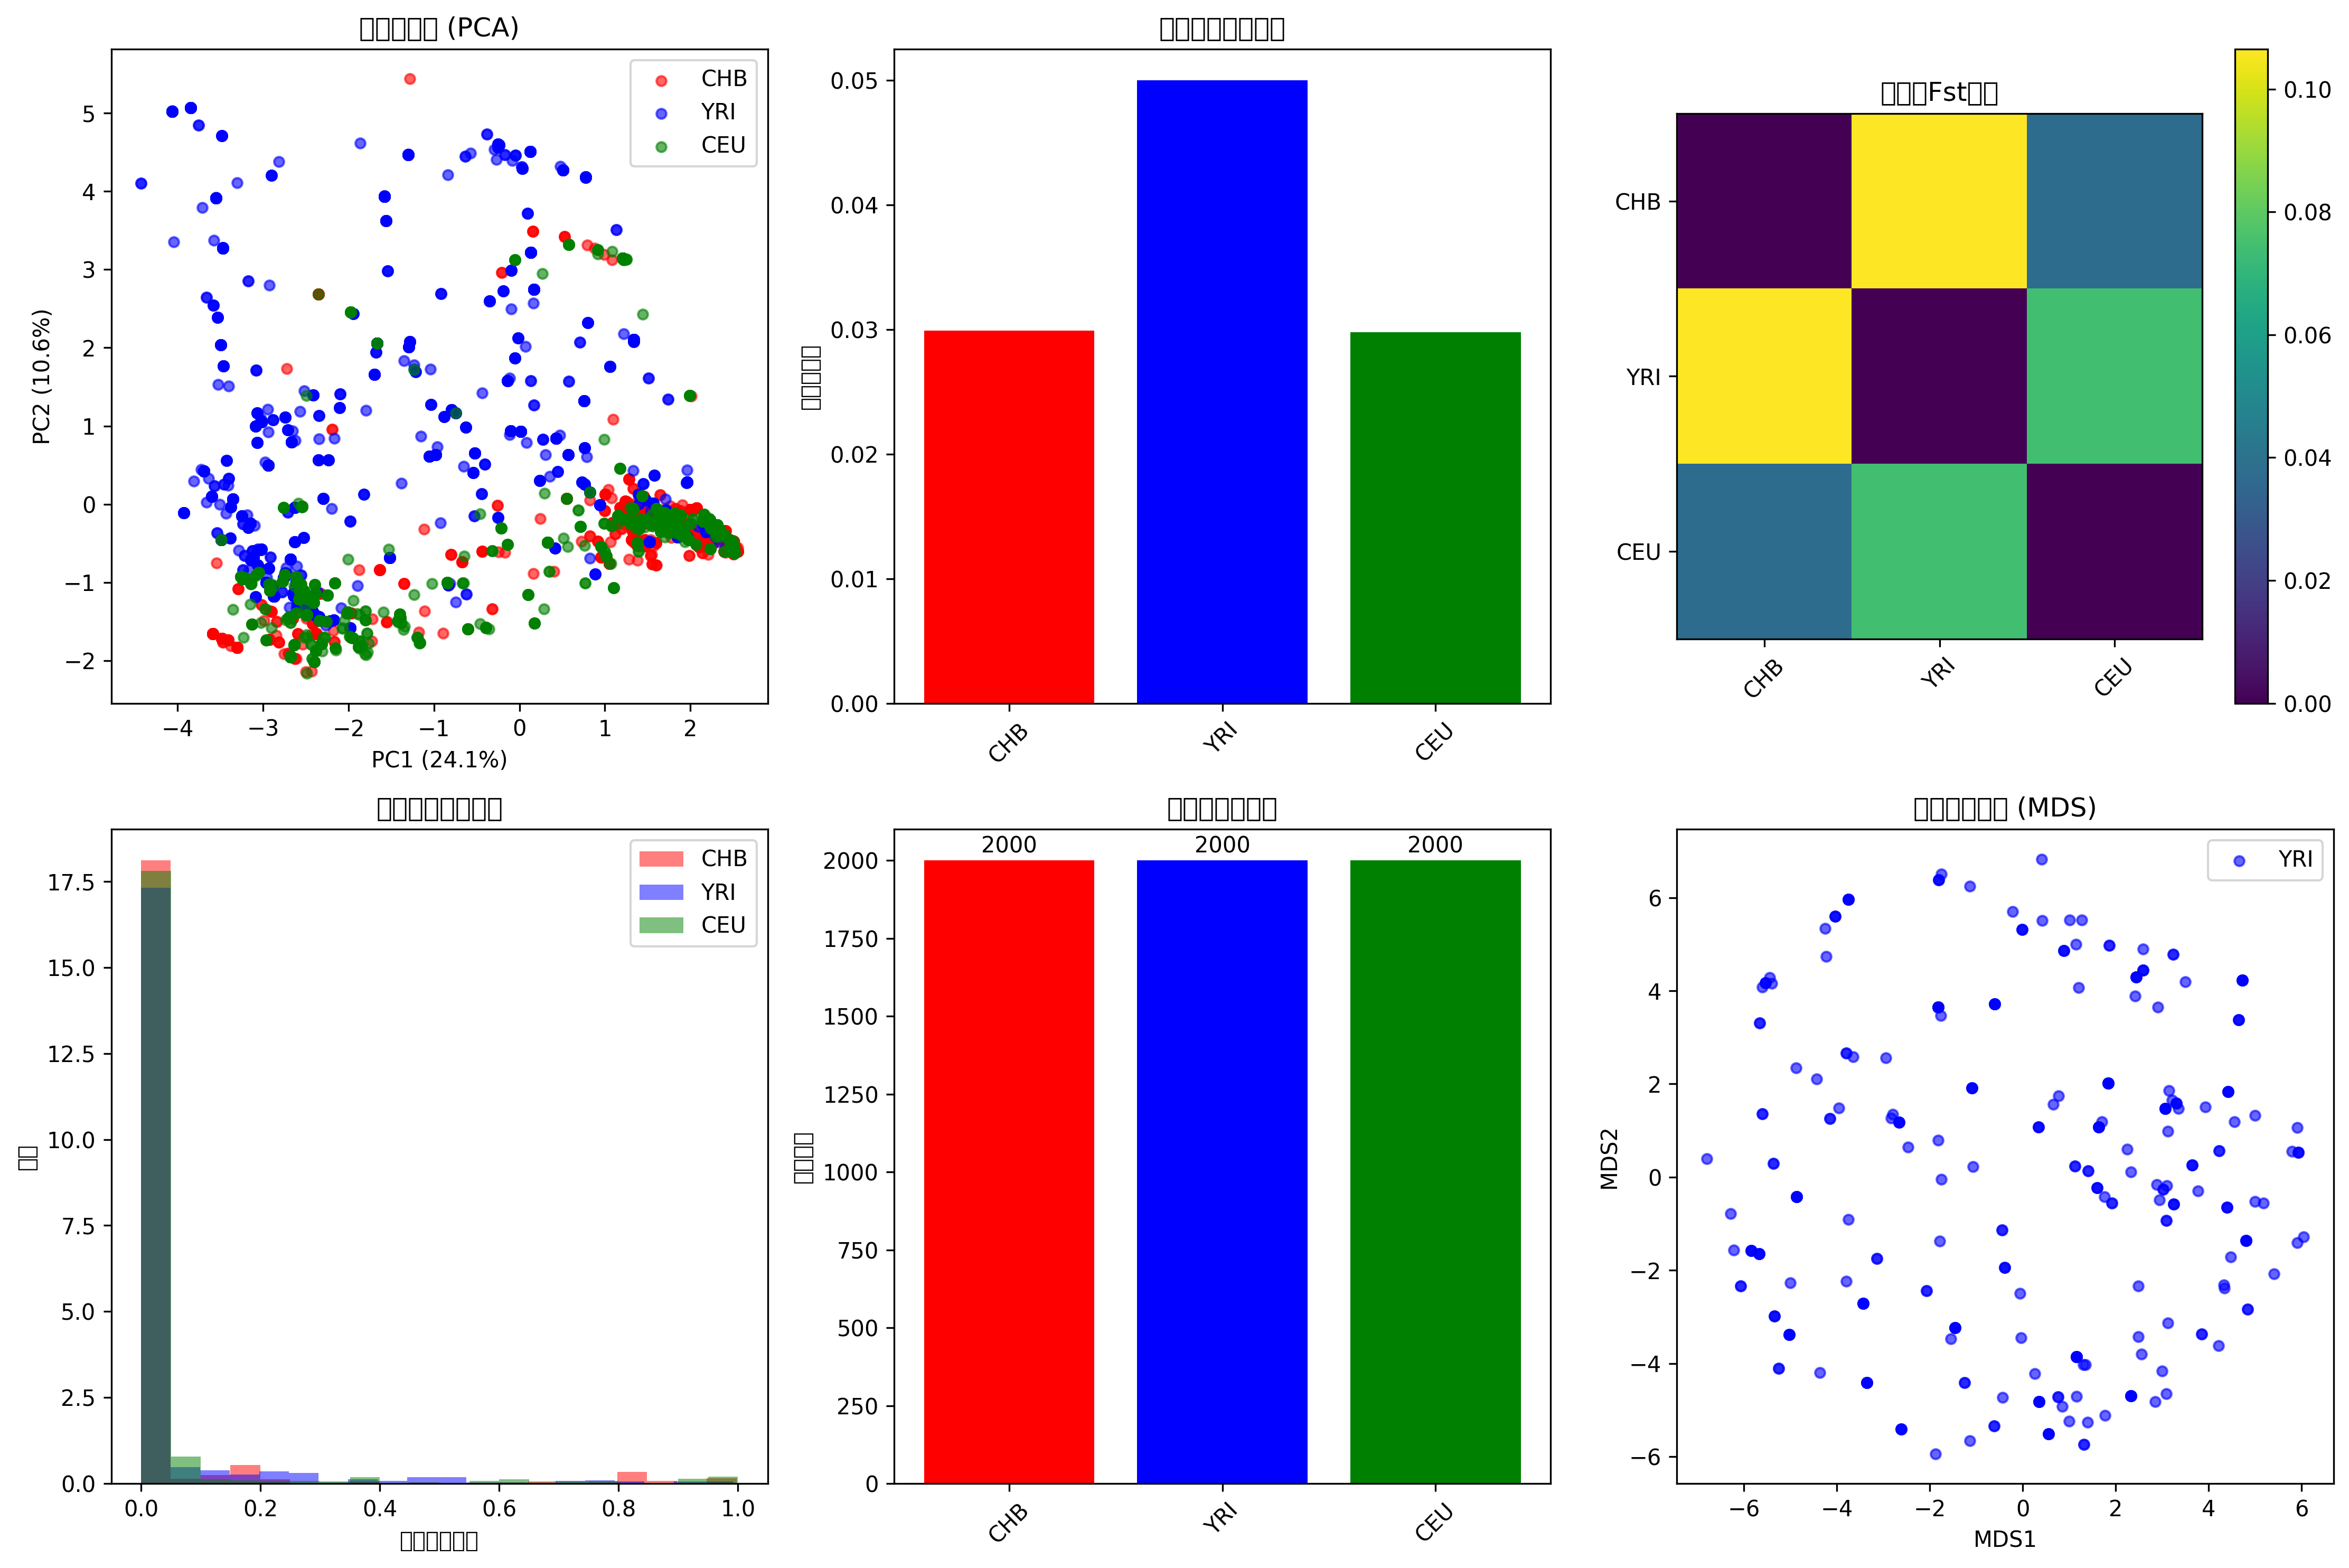 (PCA)
CHB
YRI
CEU
5
4
3
2
1
0
−1
−2
PC2 (10.6%)
−4
−3
−2
−1
0
1
2
PC1 (24.1%)
0.05
0.04
0.03
0.02
0.01
0.00
CHB
YRI
CEU
Fst
CHB
YRI
CEU
CHB
YRI
CEU
0.10
0.08
0.06
0.04
0.02
0.00
CHB
YRI
CEU
17.5
15.0
12.5
10.0
7.5
5.0
2.5
0.0
0.0
0.2
0.4
0.6
0.8
1.0
2000
2000
2000
2000
1750
1500
1250
1000
750
500
250
0
CHB
YRI
CEU
(MDS)
YRI
6
4
2
0
−2
−4
−6
MDS2
−6
−4
−2
0
2
4
6
MDS1